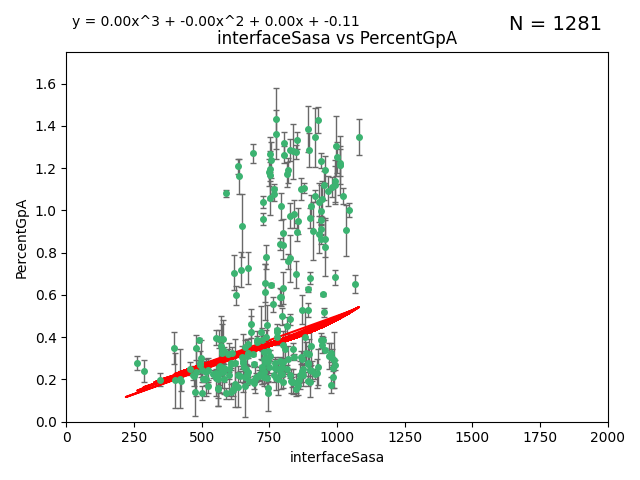 y = 0.00x^3 + -0.00x^2 + 0.00x + -0.11
N = 1281
interfaceSasa vs PercentGpA
PercentGpA
1.6
1.4
1.2
1.0
0.8
0.6
0.4
0.2
0.0
0 250 500 750 1000 1250 1500 1750 2000
interfaceSasa